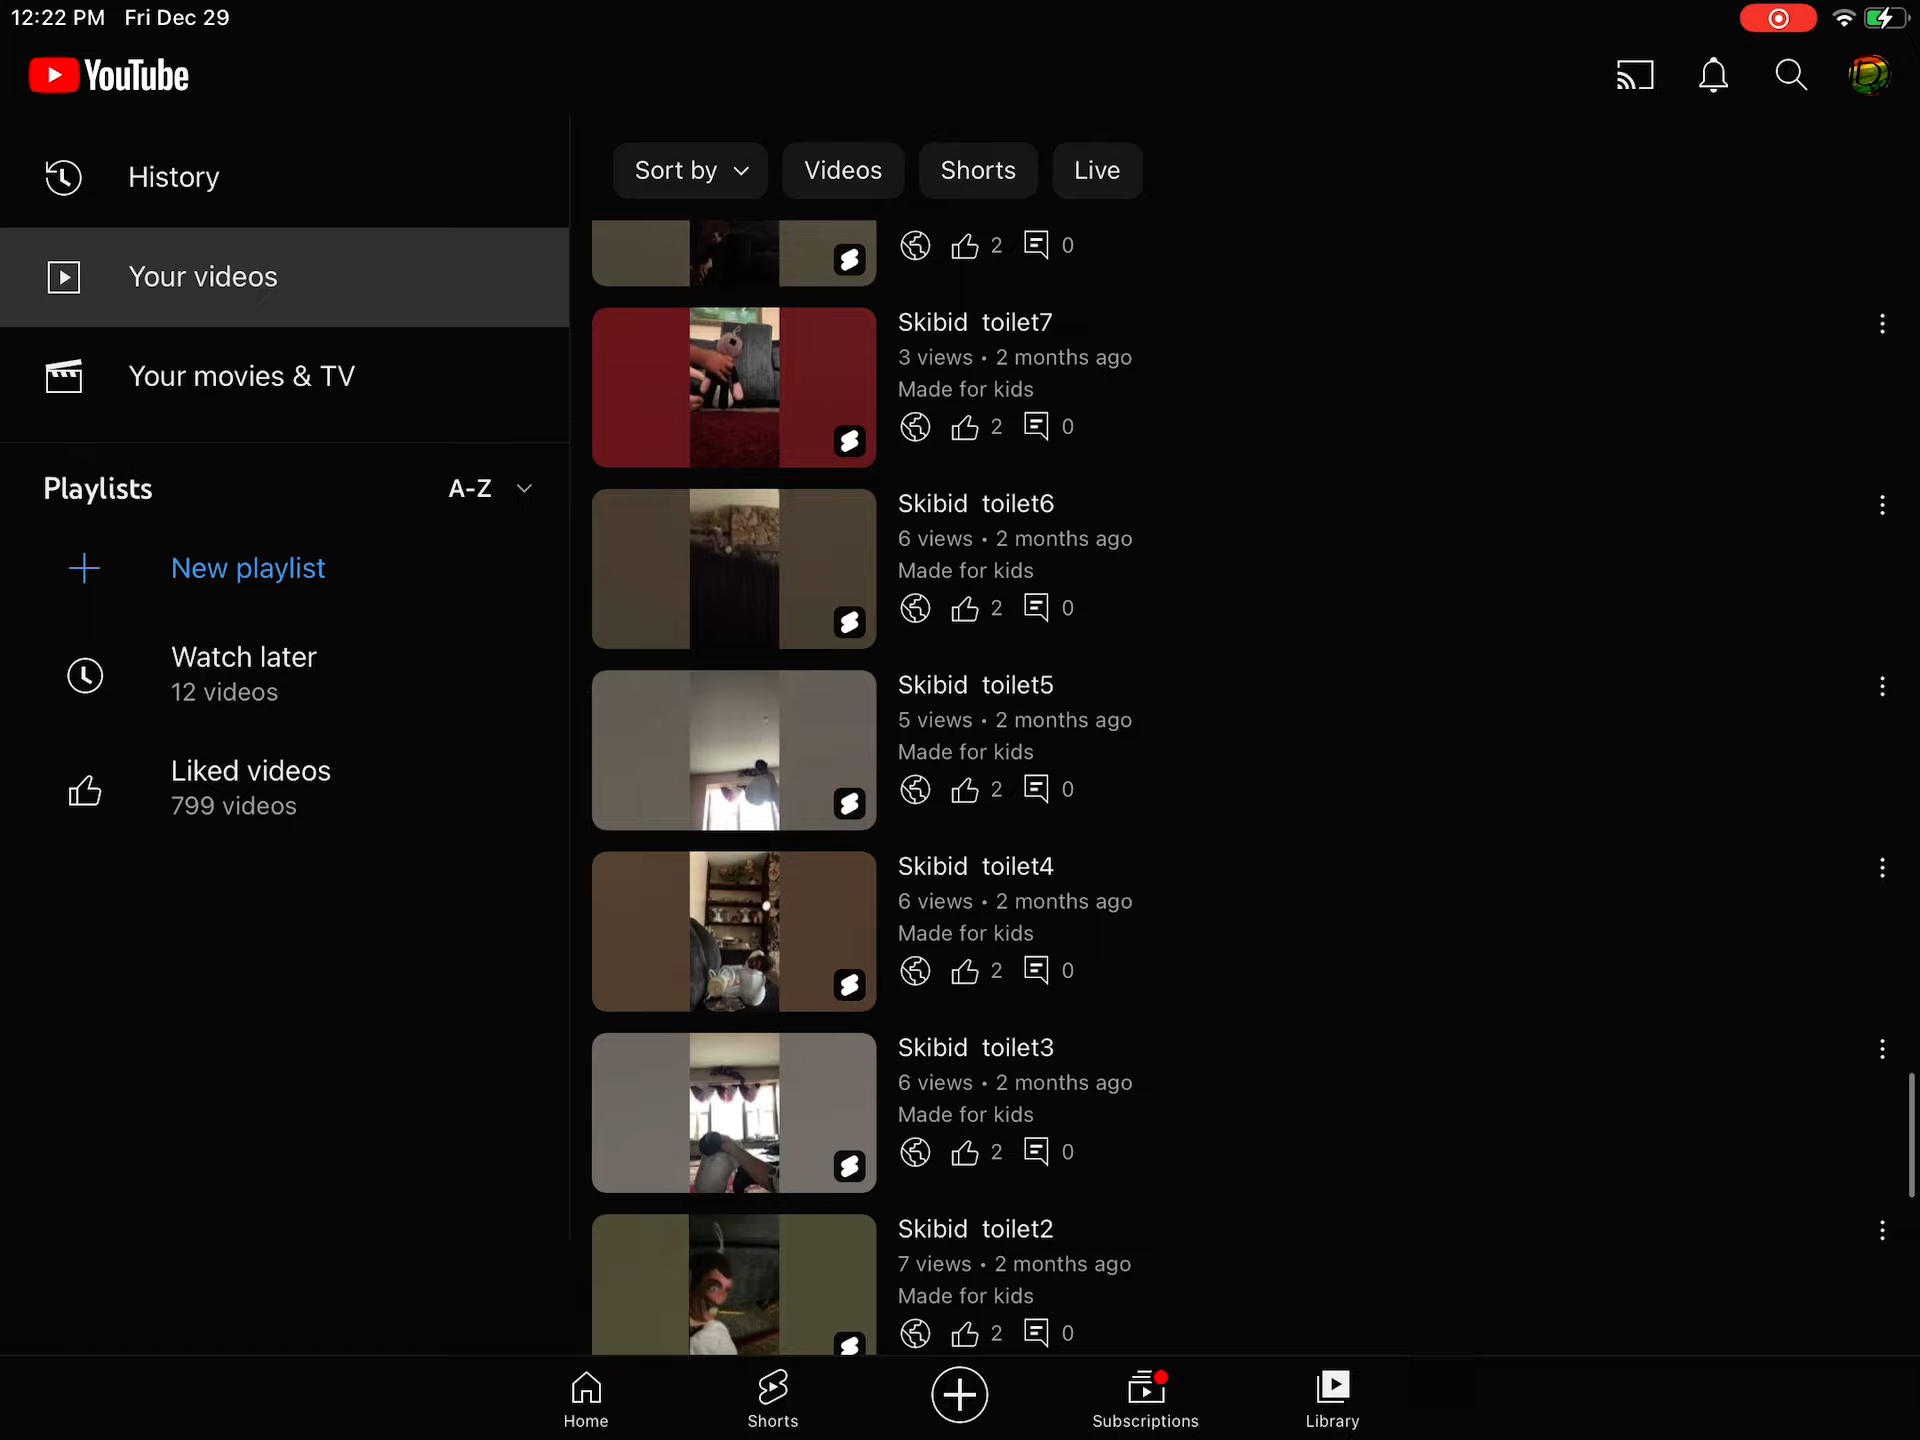 12:22 PM Fri Dec 29
YouTube
History
Your videos
Your movies & TV
Playlists A-Z
New playlist
Watch later
12 videos
Liked videos
799 videos
Sort by Videos Shorts Live
2 0
Skibid toilet7
3 views • 2 months ago
Made for kids
2 0
Skibid toilet6
6 views • 2 months ago
Made for kids
2 0
Skibid toilet5
5 views • 2 months ago
Made for kids
2 0
Skibid toilet4
6 views • 2 months ago
Made for kids
2 0
Skibid toilet3
6 views • 2 months ago
Made for kids
2 0
Skibid toilet2
7 views • 2 months ago
Made for kids
2 0
Home Shorts Subscriptions Library